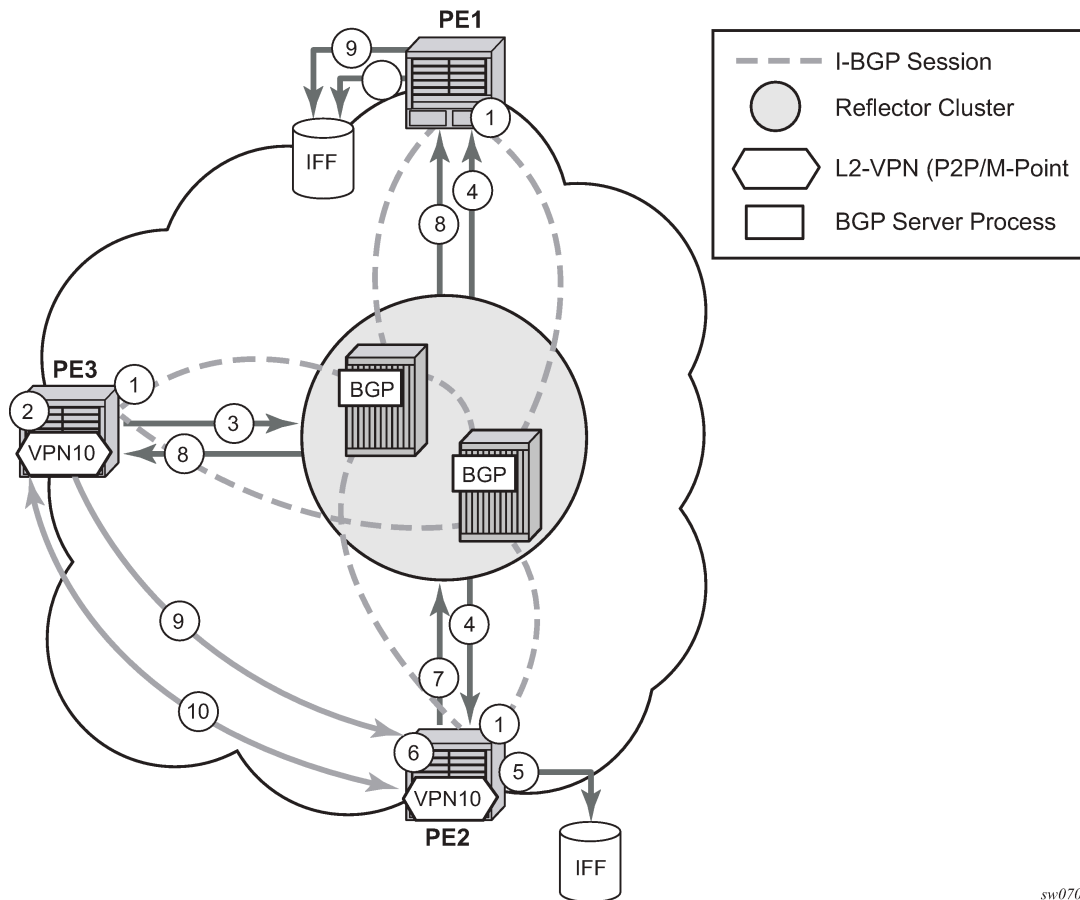 PE1
9
IFF
1
4
8
I-BGP Session
Reflector Cluster
L2-VPN (P2P/M-Point
BGP Server Process
PE3
1
2
VPN10
3
8
BGP
BGP
9
10
4
7
1
6
5
VPN10
PE2
IFF
sw070